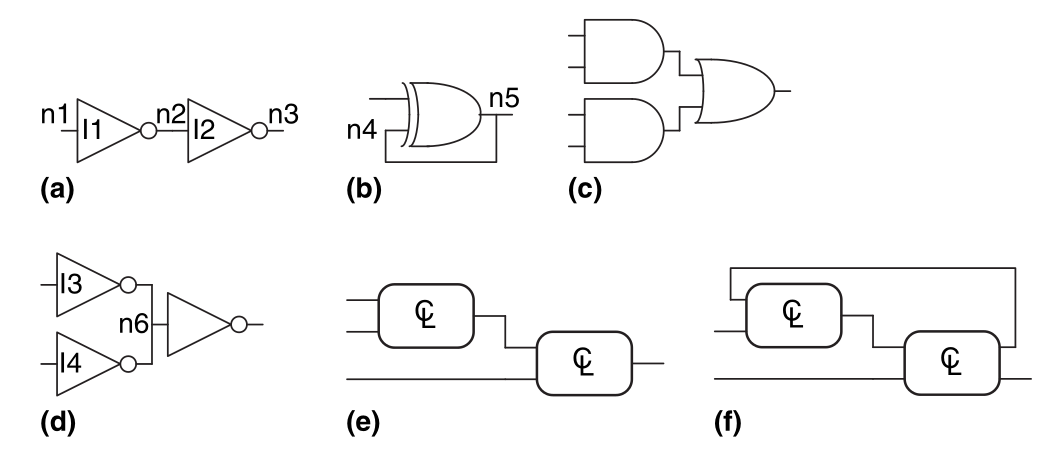 n1 I1 n2 I2 n3
n4 n5
(a) (b) (c)
I3
n6
I4
CL CL
CL CL
(d) (e) (f)